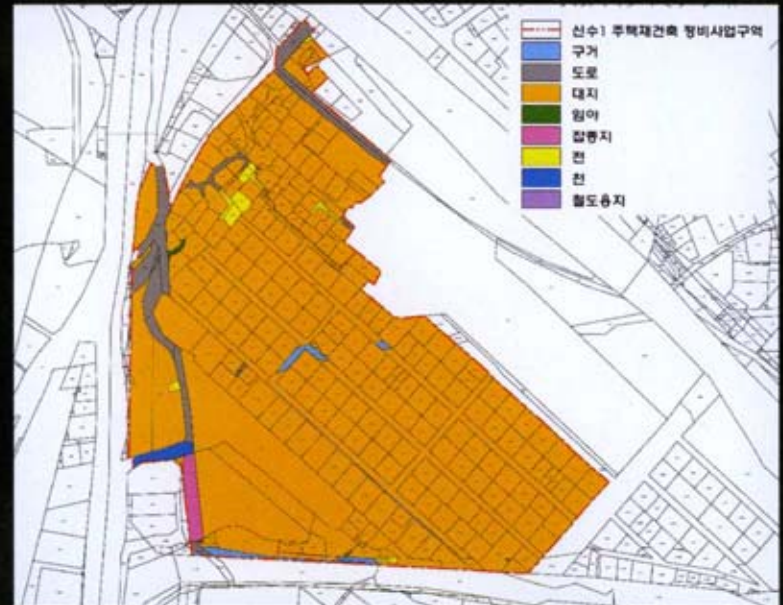 신수1 주택재건축 정비사업구역
구거
도로
대지
임야
잡종지
전
천
철도용지